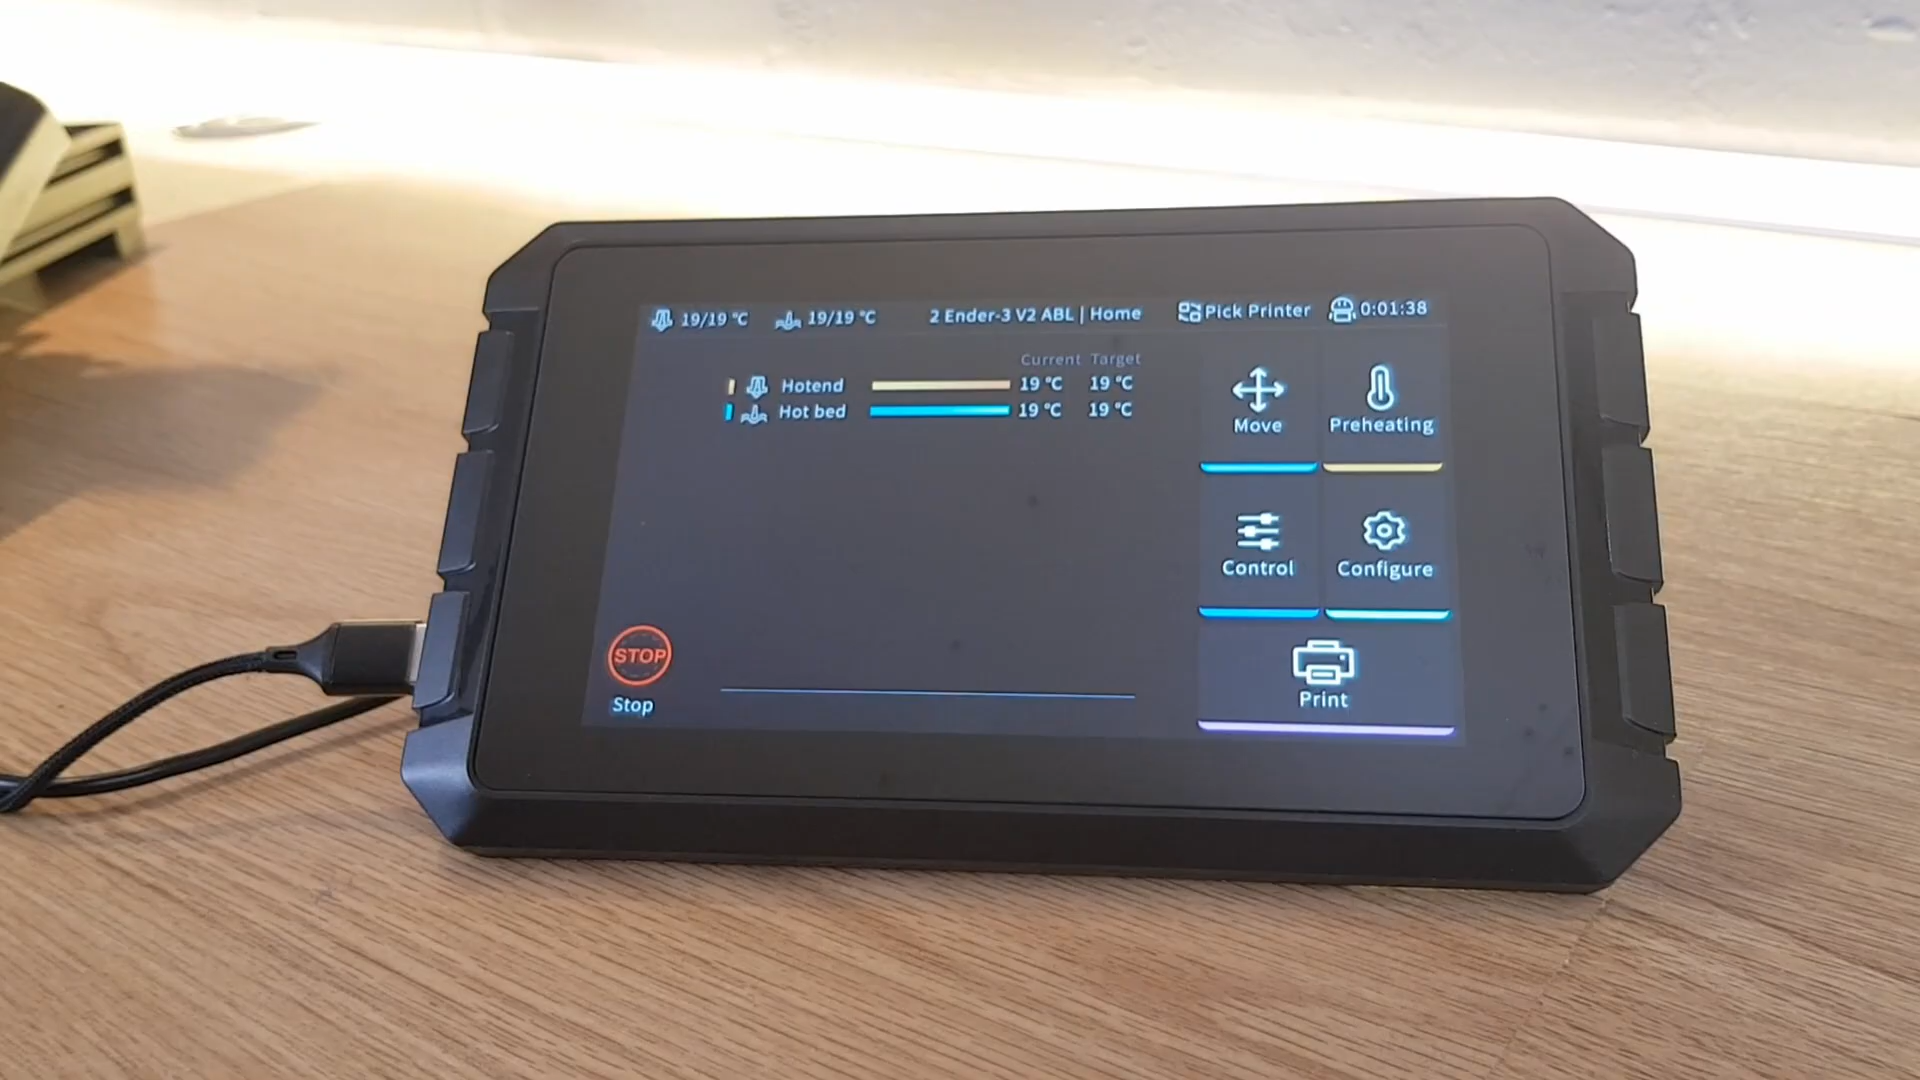 19/19 °C 19/19 °C 2 Ender-3 V2 ABL | Home Pick Printer 0:01:38
Current Target
Hotend 19 °C 19 °C
Hot bed 19 °C 19 °C
Move Preheating
Control Configure
STOP
Stop
Print